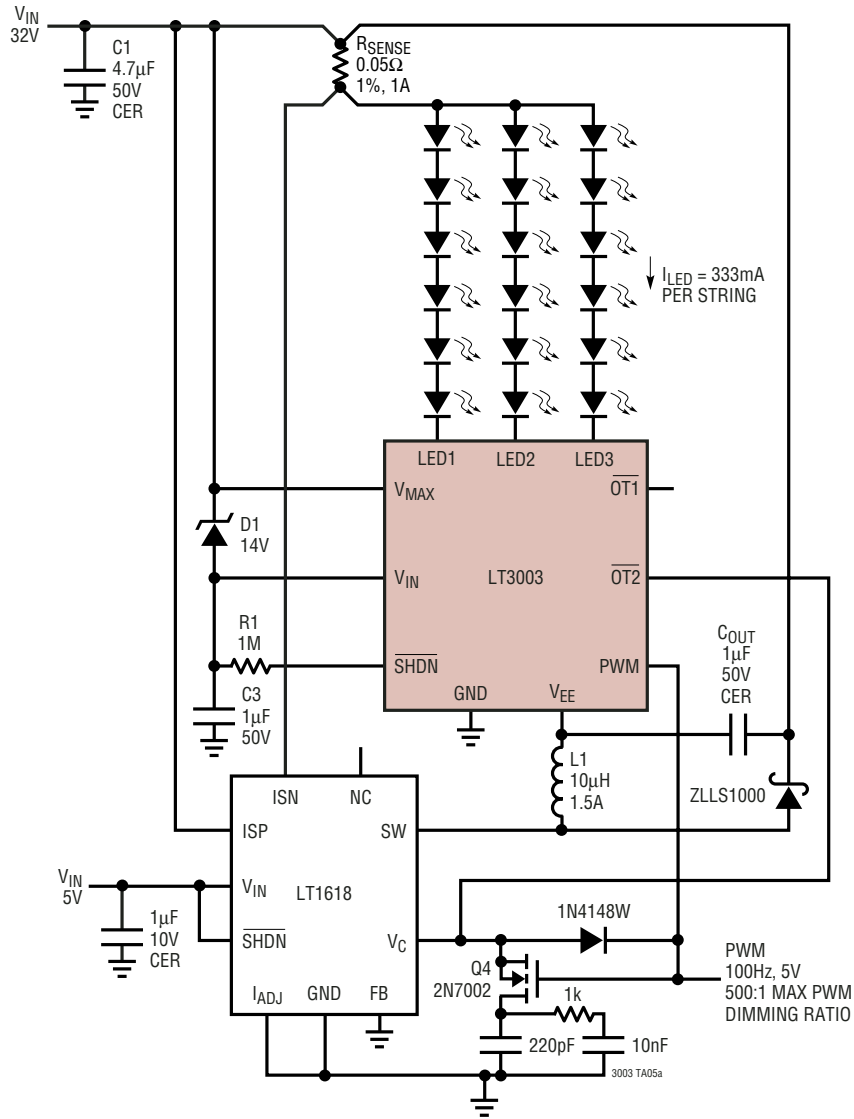 VIN
32V
C1
4.7µF
50V
CER
RSENSE
0.05Ω
1%, 1A
ILED = 333mA
PER STRING
LED1
LED2
LED3
VMAX
OT1
D1
14V
VIN
LT3003
OT2
R1
1M
SHDN
PWM
GND
VEE
COUT
1µF
50V
CER
C3
1µF
50V
L1
10µH
1.5A
ZLLS1000
ISN
NC
ISP
SW
VIN
5V
VIN
LT1618
1µF
10V
CER
SHDN
VC
1N4148W
PWM
100Hz, 5V
500:1 MAX PWM
DIMMING RATIO
Q4
2N7002
IADJ
GND
FB
1k
220pF
10nF
3003 TA05a